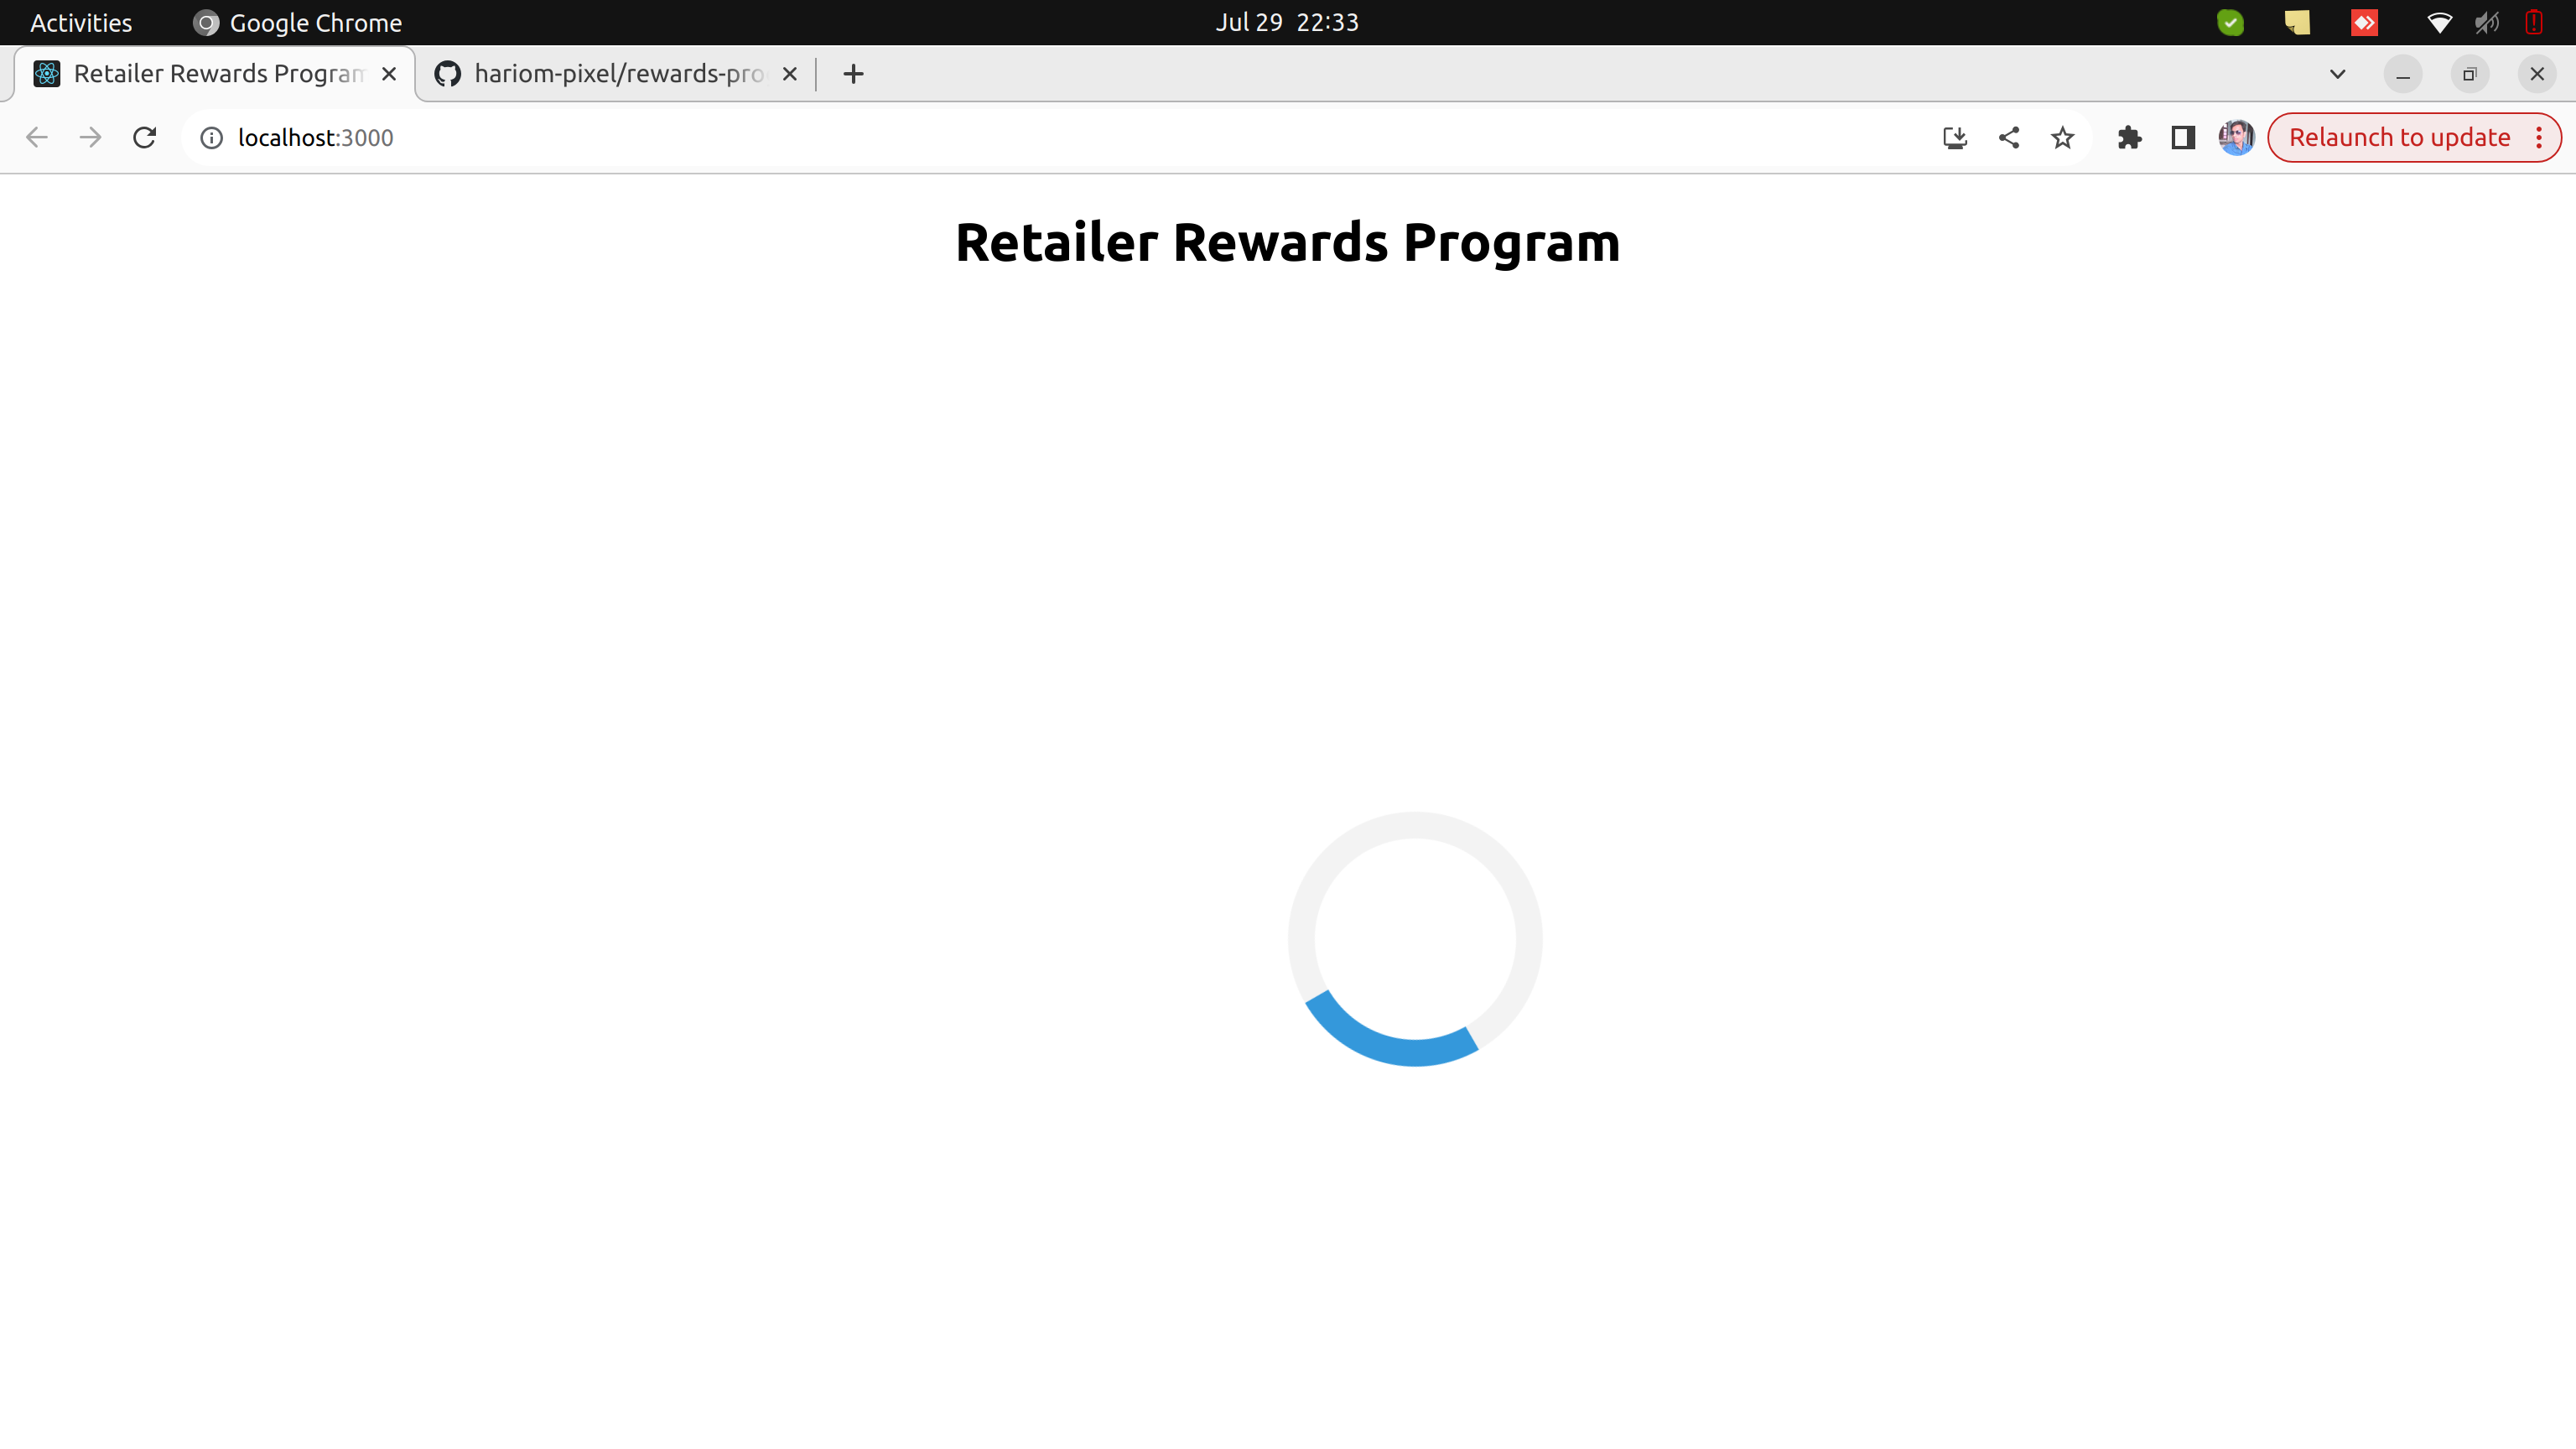 Activities Google Chrome Jul 29 22:33
Retailer Rewards Program hariom-pixel/rewards-pro
localhost:3000 Relaunch to update
Retailer Rewards Program